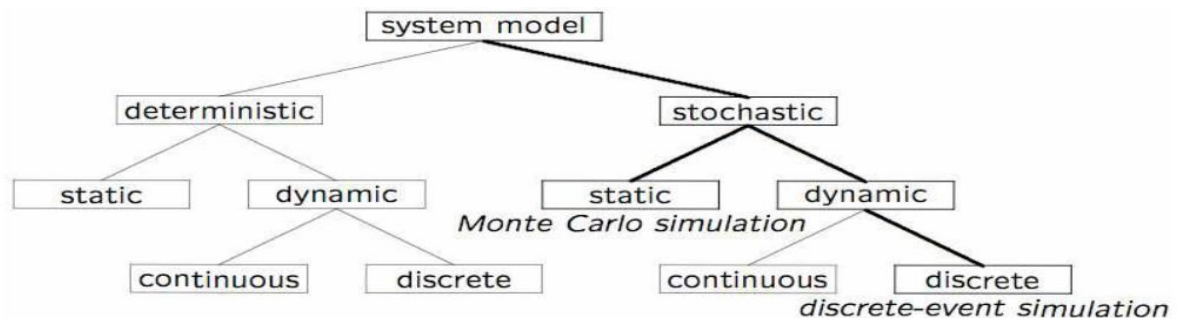 system model
deterministic
stochastic
static
dynamic
static
dynamic
Monte Carlo simulation
continuous
discrete
continuous
discrete
discrete-event simulation